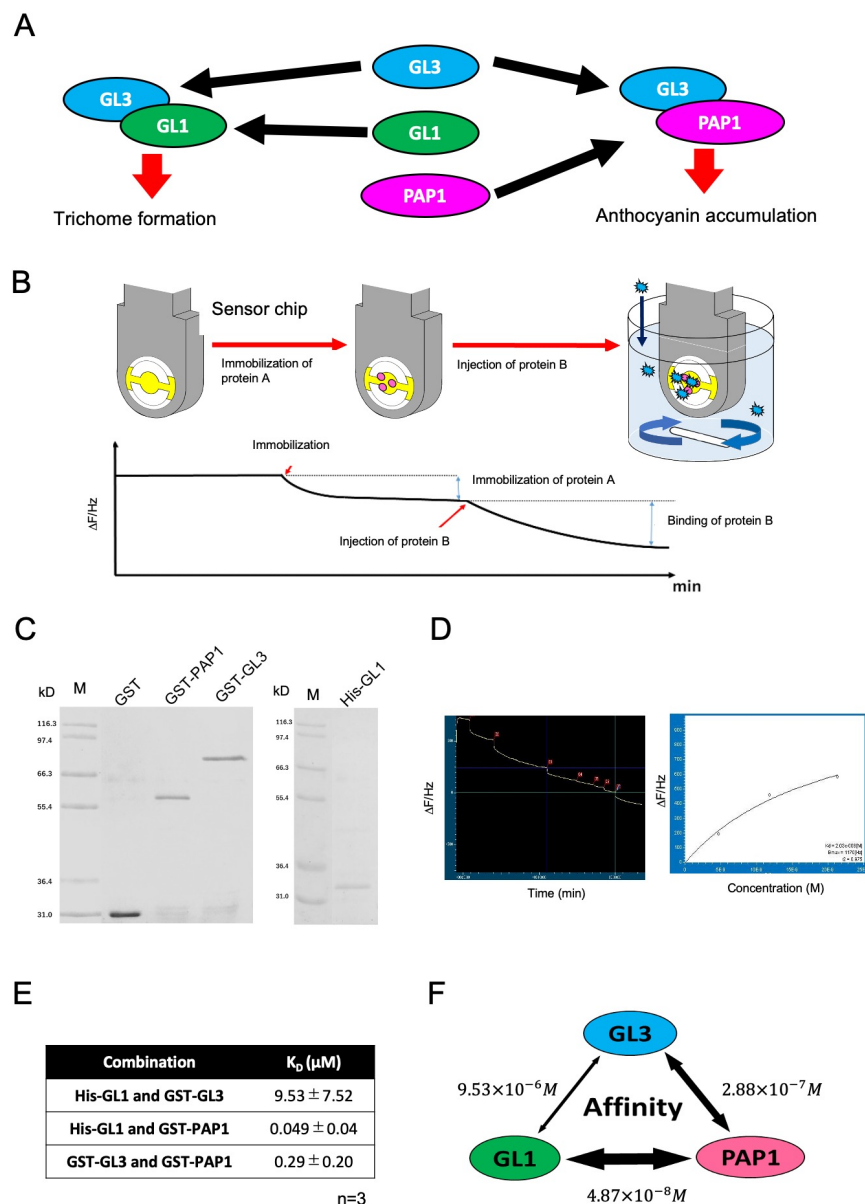 A
GL3
GL3
GL1
Trichome formation
GL1
PAP1
GL3
PAP1
Anthocyanin accumulation
B
Sensor chip
Immobilization of
protein A
Injection of protein B
Immobilization
Immobilization of protein A
Injection of protein B
Binding of protein B
ΔF/Hz
min
C
kD
M
GST
GST-PAP1
GST-GL3
116.3
97.4
66.3
55.4
36.4
31.0
kD
M
His-GL1
116.3
97.4
66.3
55.4
36.4
31.0
D
ΔF/Hz
Time (min)
ΔF/Hz
Concentration (M)
E
Combination K_D (μM)
His-GL1 and GST-GL3 9.53±7.52
His-GL1 and GST-PAP1 0.049±0.04
GST-GL3 and GST-PAP1 0.29±0.20
n=3
F
GL3
9.53×10⁻⁶M
2.88×10⁻⁷M
Affinity
GL1
PAP1
4.87×10⁻⁸M